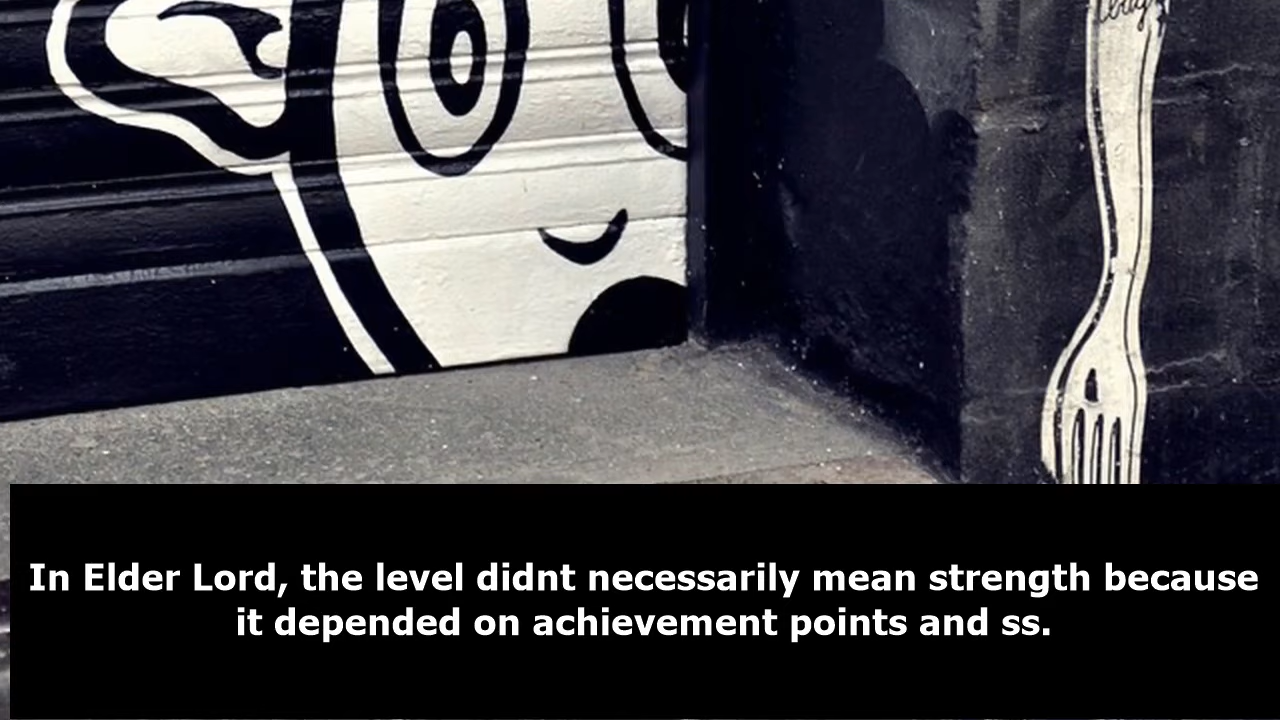 In Elder Lord, the level didnt necessarily mean strength because
it depended on achievement points and ss.